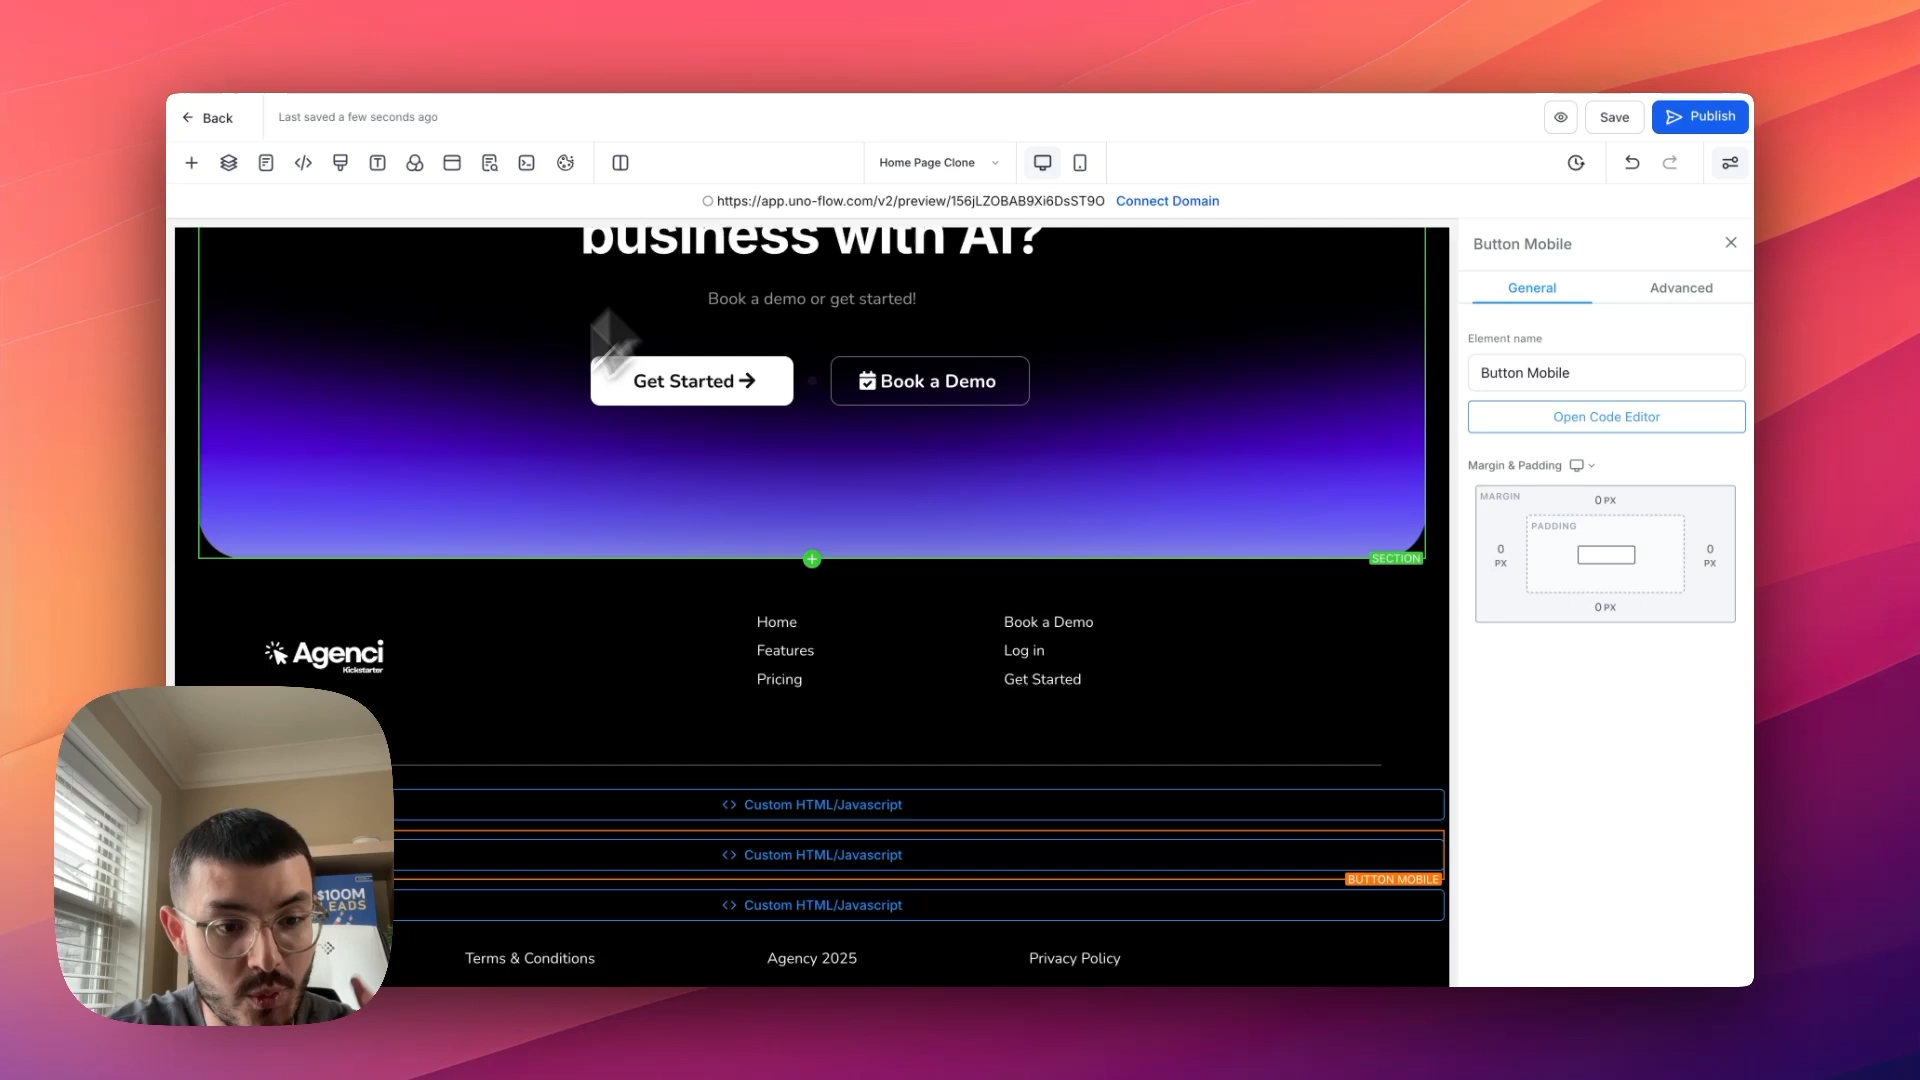 Back
Last saved a few seconds ago
Save
Publish
Home Page Clone
https://app.uno-flow.com/v2/preview/156jLZOBAB9Xi6DsST9O
Connect Domain
business with AI?
Book a demo or get started!
Get Started
Book a Demo
SECTION
Home
Features
Pricing
Book a Demo
Log in
Get Started
Agenci
Kickstarter
Custom HTML/Javascript
Custom HTML/Javascript
BUTTON MOBILE
Custom HTML/Javascript
Terms & Conditions
Agency 2025
Privacy Policy
Button Mobile
General
Advanced
Element name
Button Mobile
Open Code Editor
Margin & Padding
MARGIN
0 PX
PADDING
0
PX
0
PX
0 PX
$100M
LEADS